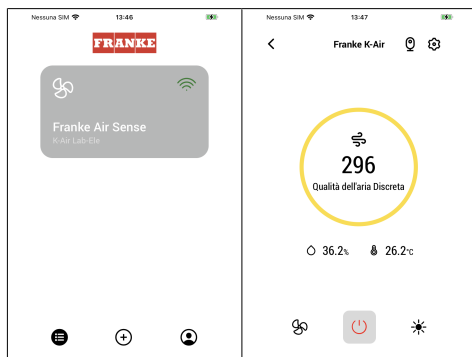 Nessuna SIM 13:46
FRANKE
Franke Air Sense
K-Air Lab-Ele
Nessuna SIM 13:47
Franke K-Air
296
Qualità dell'aria Discreta
36.2% 26.2°C